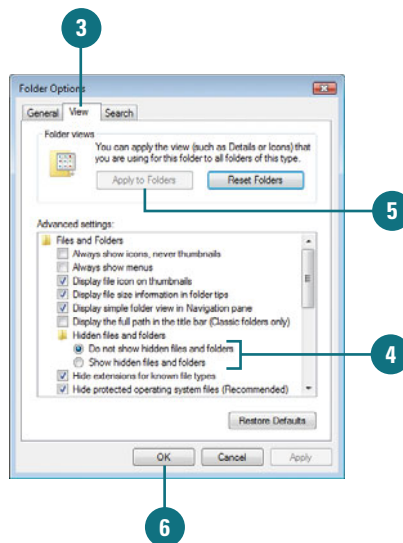 3
Folder Options
General View Search
Folder views
You can apply the view (such as Details or Icons) that
you are using for this folder to all folders of this type.
Apply to Folders Reset Folders
5
Advanced settings:
Files and Folders
Always show icons, never thumbnails
Always show menus
Display file icon on thumbnails
Display file size information in folder tips
Display simple folder view in Navigation pane
Display the full path in the title bar (Classic folders only)
Hidden files and folders
Do not show hidden files and folders
4
Show hidden files and folders
Hide extensions for known file types
Hide protected operating system files (Recommended)
Restore Defaults
OK Cancel Apply
6